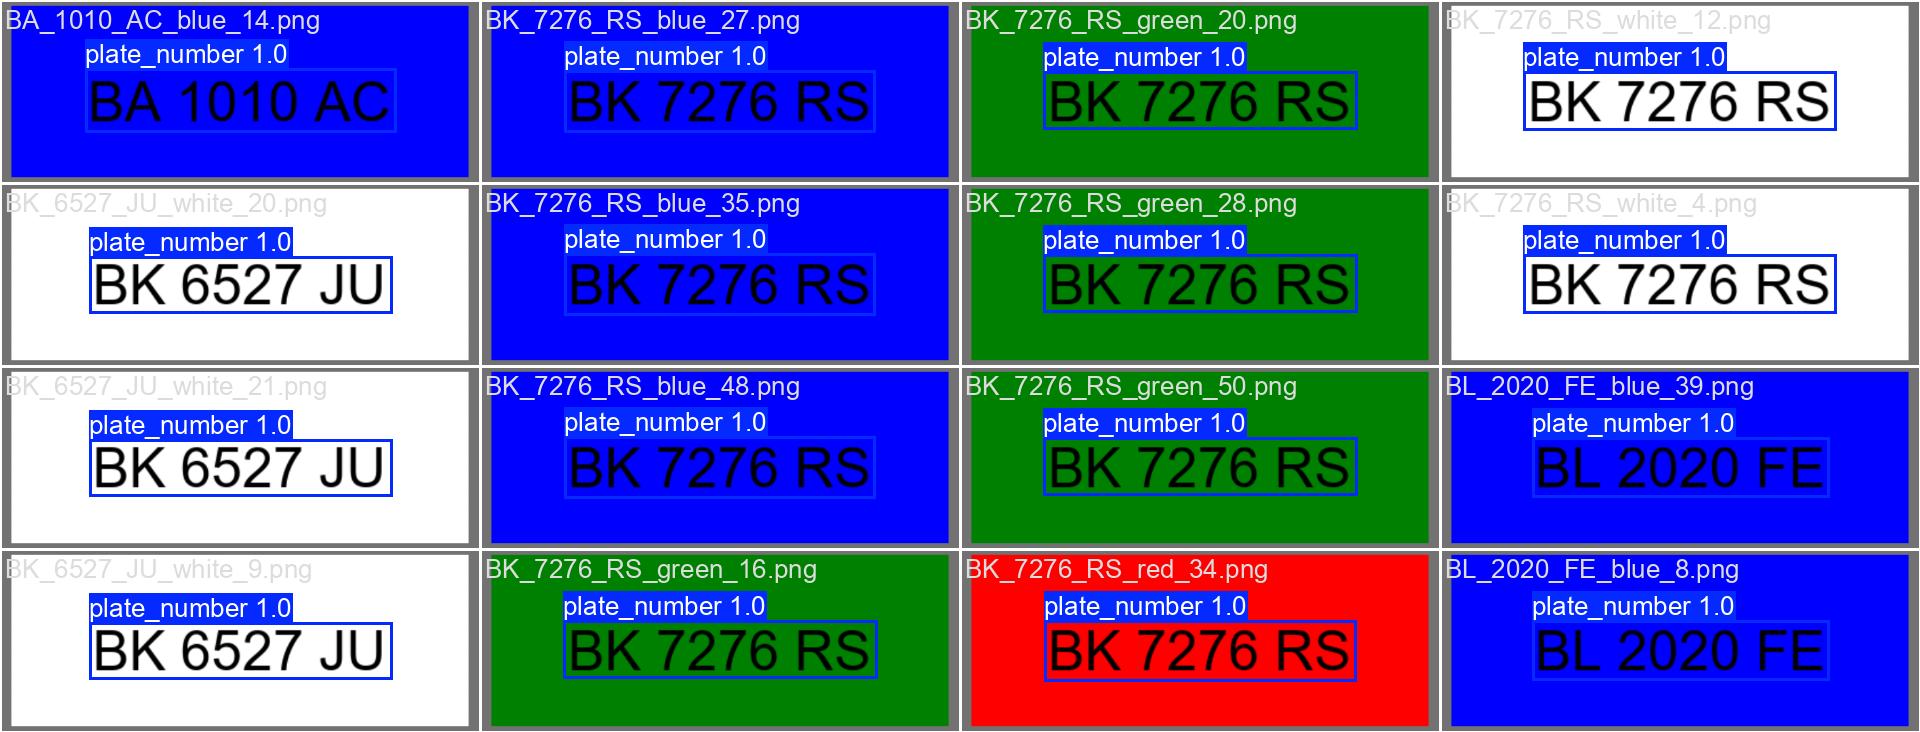 BA_1010_AC_blue_14.png
plate_number 1.0
BA 1010 AC
BK_7276_RS_blue_27.png
plate_number 1.0
BK 7276 RS
BK_7276_RS_green_20.png
plate_number 1.0
BK 7276 RS
BK_7276_RS_white_12.png
plate_number 1.0
BK 7276 RS
BK_6527_JU_white_20.png
plate_number 1.0
BK 6527 JU
BK_7276_RS_blue_35.png
plate_number 1.0
BK 7276 RS
BK_7276_RS_green_28.png
plate_number 1.0
BK 7276 RS
BK_7276_RS_white_4.png
plate_number 1.0
BK 7276 RS
BK_6527_JU_white_21.png
plate_number 1.0
BK 6527 JU
BK_7276_RS_blue_48.png
plate_number 1.0
BK 7276 RS
BK_7276_RS_green_50.png
plate_number 1.0
BK 7276 RS
BL_2020_FE_blue_39.png
plate_number 1.0
BL 2020 FE
BK_6527_JU_white_9.png
plate_number 1.0
BK 6527 JU
BK_7276_RS_green_16.png
plate_number 1.0
BK 7276 RS
BK_7276_RS_red_34.png
plate_number 1.0
BK 7276 RS
BL_2020_FE_blue_8.png
plate_number 1.0
BL 2020 FE